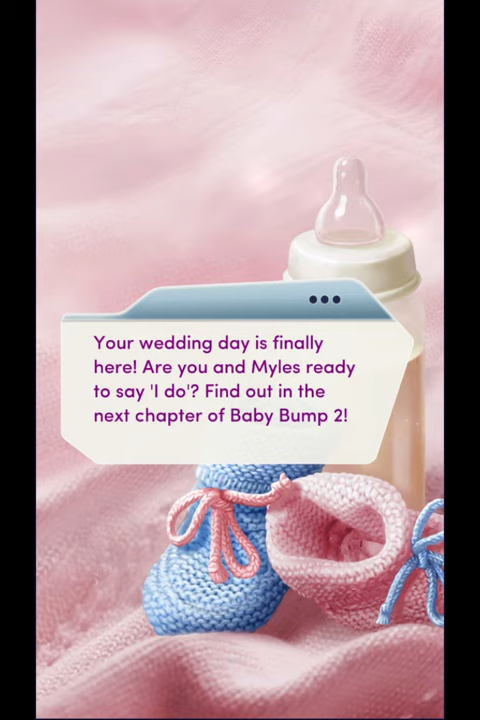 Your wedding day is finally
here! Are you and Myles ready
to say 'I do'? Find out in the
next chapter of Baby Bump 2!